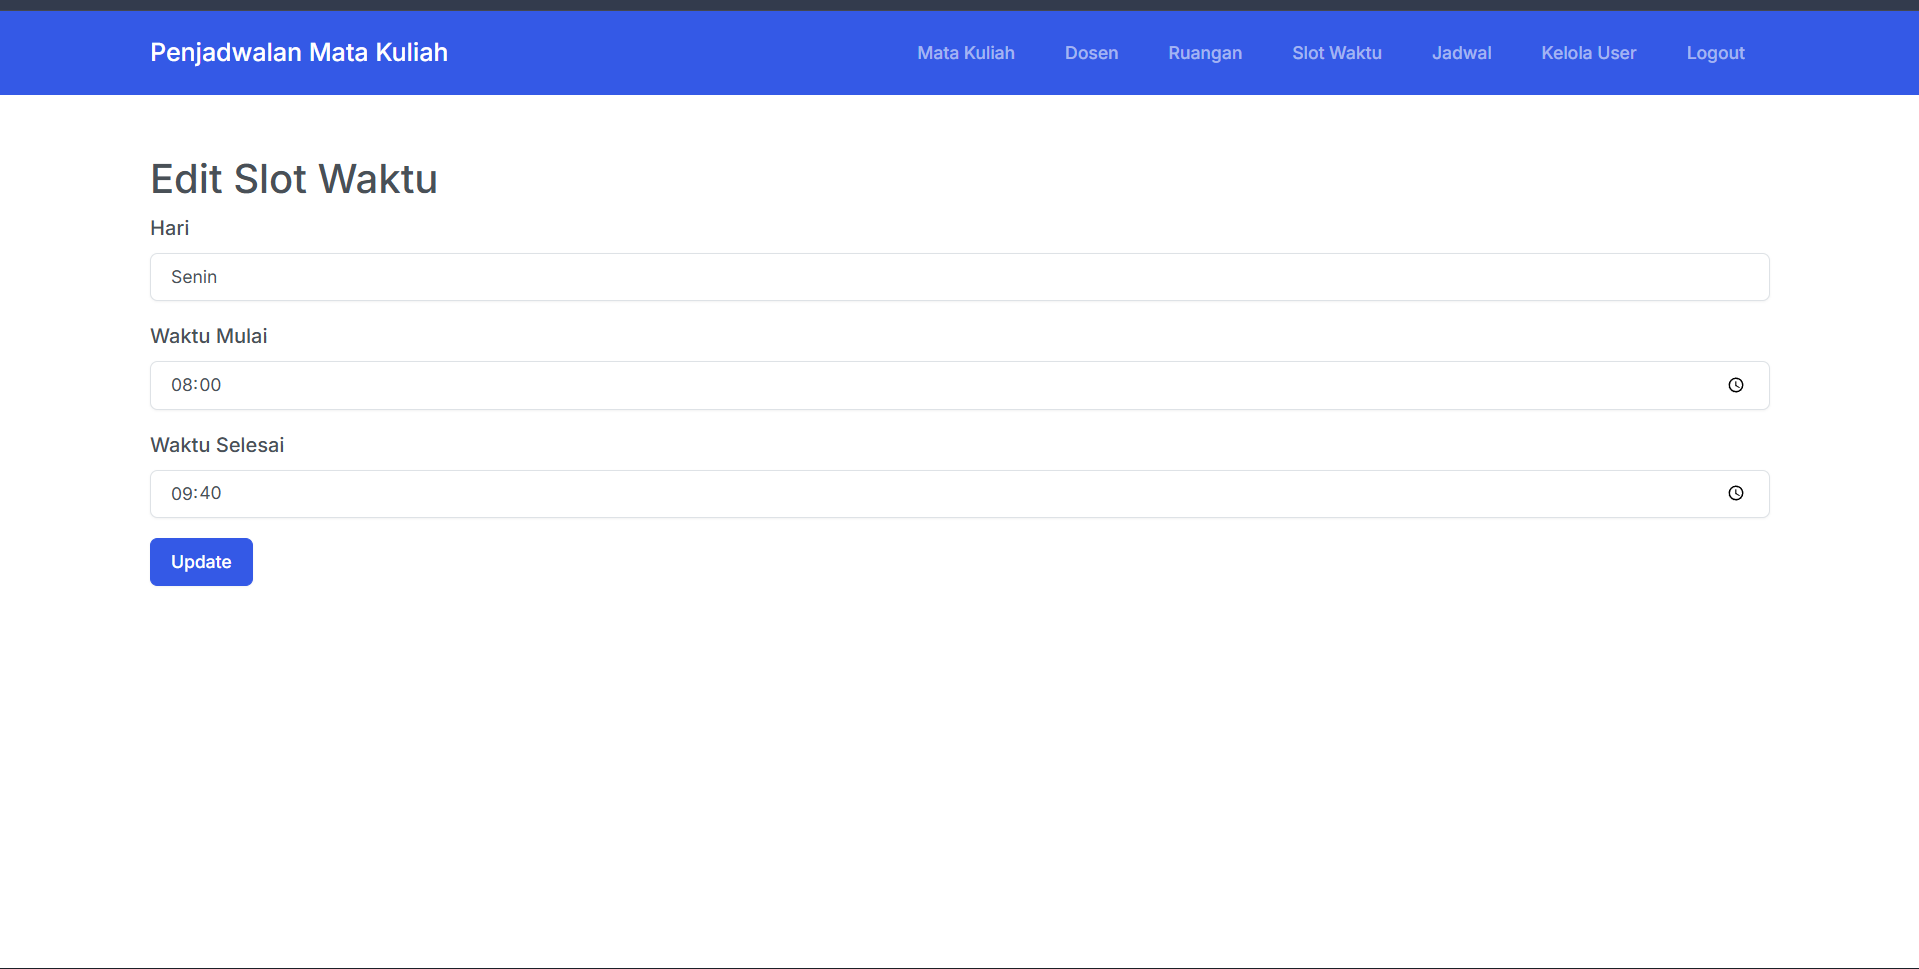 Penjadwalan Mata Kuliah Mata Kuliah Dosen Ruangan Slot Waktu Jadwal Kelola User Logout
Edit Slot Waktu
Hari
Senin
Waktu Mulai
08:00
Waktu Selesai
09:40
Update